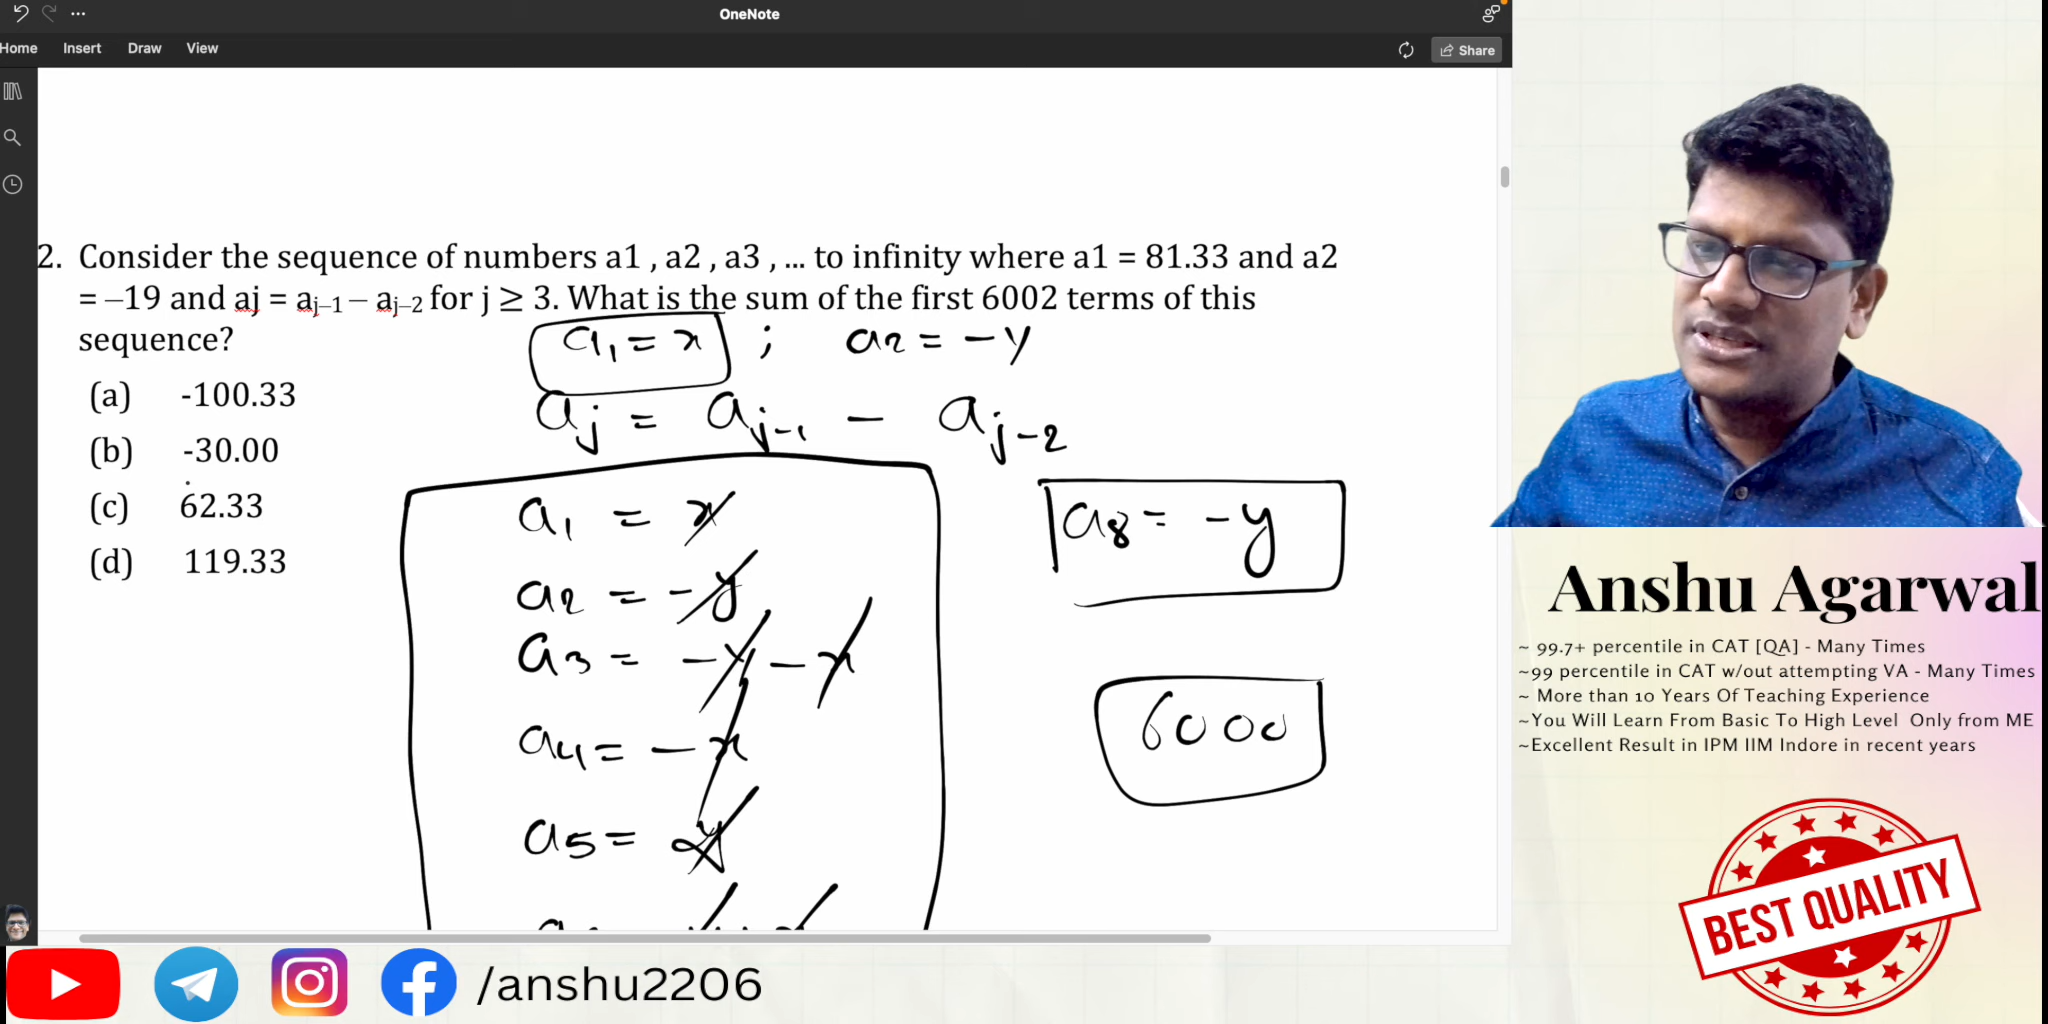 OneNote
Home Insert Draw View
Share
2. Consider the sequence of numbers a1 , a2 , a3 , ... to infinity where a1 = 81.33 and a2
= –19 and aj = aj–1 – aj–2 for j ≥ 3. What is the sum of the first 6002 terms of this
sequence?
a1 = x ; a2 = -y
aj = aj-1 - aj-2
(a) -100.33
(b) -30.00
(c) 62.33
(d) 119.33
a1 = x
a2 = -y
a3 = -y - x
a4 = -x
a5 = y
a8 = -y
6000
Anshu Agarwal
~ 99.7+ percentile in CAT [QA] - Many Times
~99 percentile in CAT w/out attempting VA - Many Times
~ More than 10 Years Of Teaching Experience
~You Will Learn From Basic To High Level Only from ME
~Excellent Result in IPM IIM Indore in recent years
BEST QUALITY
/anshu2206